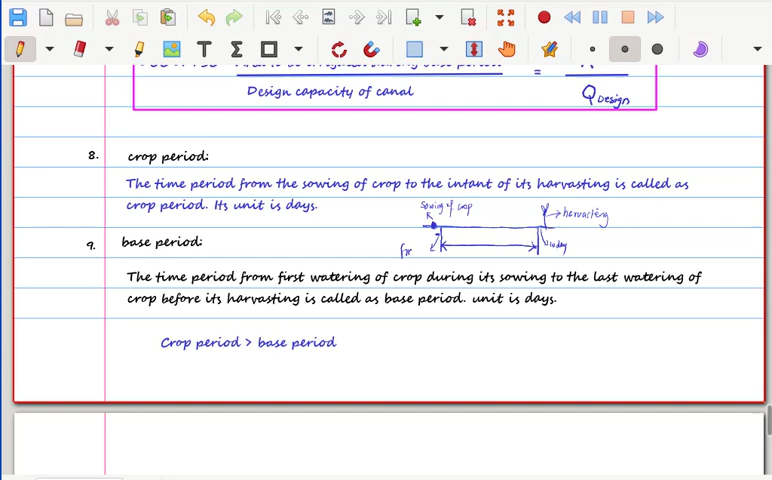 =
Design capacity of canal
QDesign
8. crop period:
The time period from the sowing of crop to the intant of its harvasting is called as
crop period. Its unit is days.
sowing of crop
harvasting
9. base period:
The time period from first watering of crop during its sowing to the last watering of
crop before its harvasting is called as base period. unit is days.
Crop period > base period